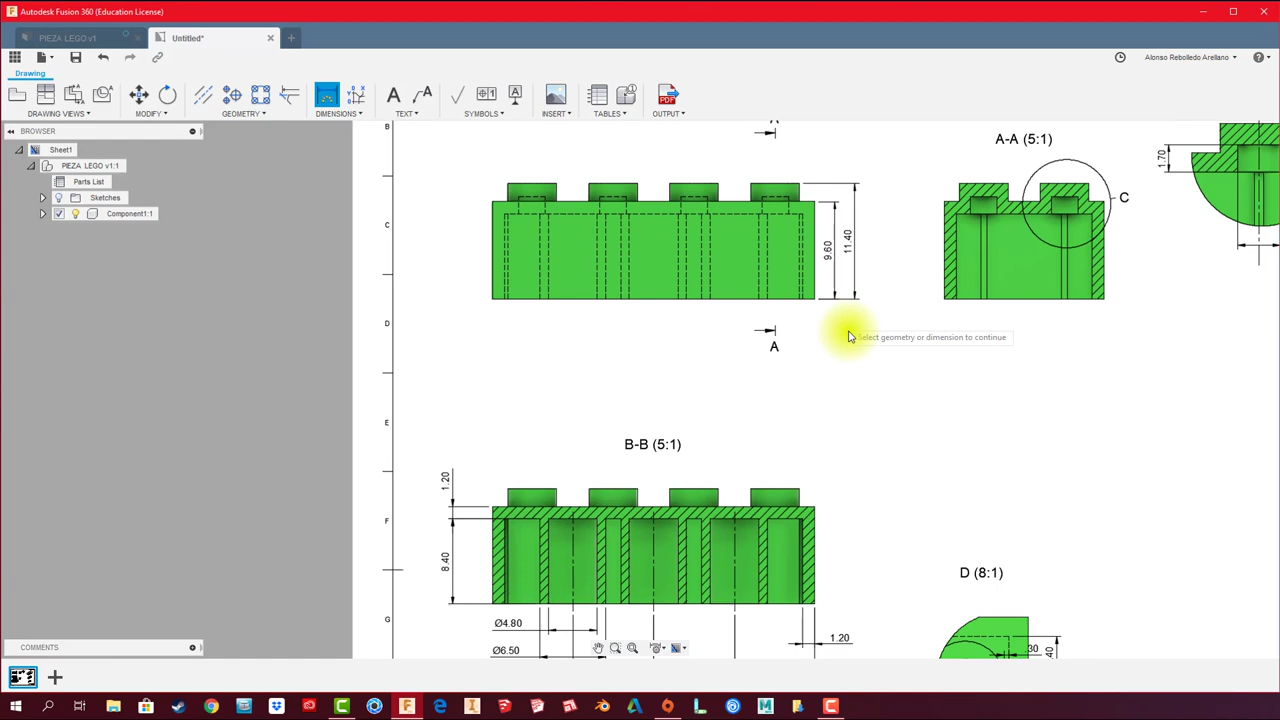 Autodesk Fusion 360 (Education License)
PIEZA LEGO v1
Untitled*
Alonso Rebolledo Arellano
Drawing
DRAWING VIEWS
MODIFY
GEOMETRY
DIMENSIONS
TEXT
SYMBOLS
INSERT
TABLES
OUTPUT
BROWSER
Sheet1
PIEZA LEGO v1:1
Parts List
Sketches
Component1:1
B
C
D
E
F
G
A-A (5:1)
C
1.70
9.60
11.40
A
Select geometry or dimension to continue
B-B (5:1)
1.20
8.40
Ø4.80
Ø6.50
1.20
D (8:1)
.30
COMMENTS